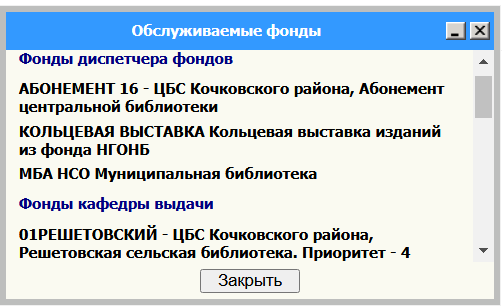 Обслуживаемые фонды
Фонды диспетчера фондов
АБОНЕМЕНТ 16 - ЦБС Кочковского района, Абонемент
центральной библиотеки
КОЛЬЦЕВАЯ ВЫСТАВКА Кольцевая выставка изданий
из фонда НГОНБ
МБА НСО Муниципальная библиотека
Фонды кафедры выдачи
01РЕШЕТОВСКИЙ - ЦБС Кочковского района,
Решетовская сельская библиотека. Приоритет - 4
Закрыть